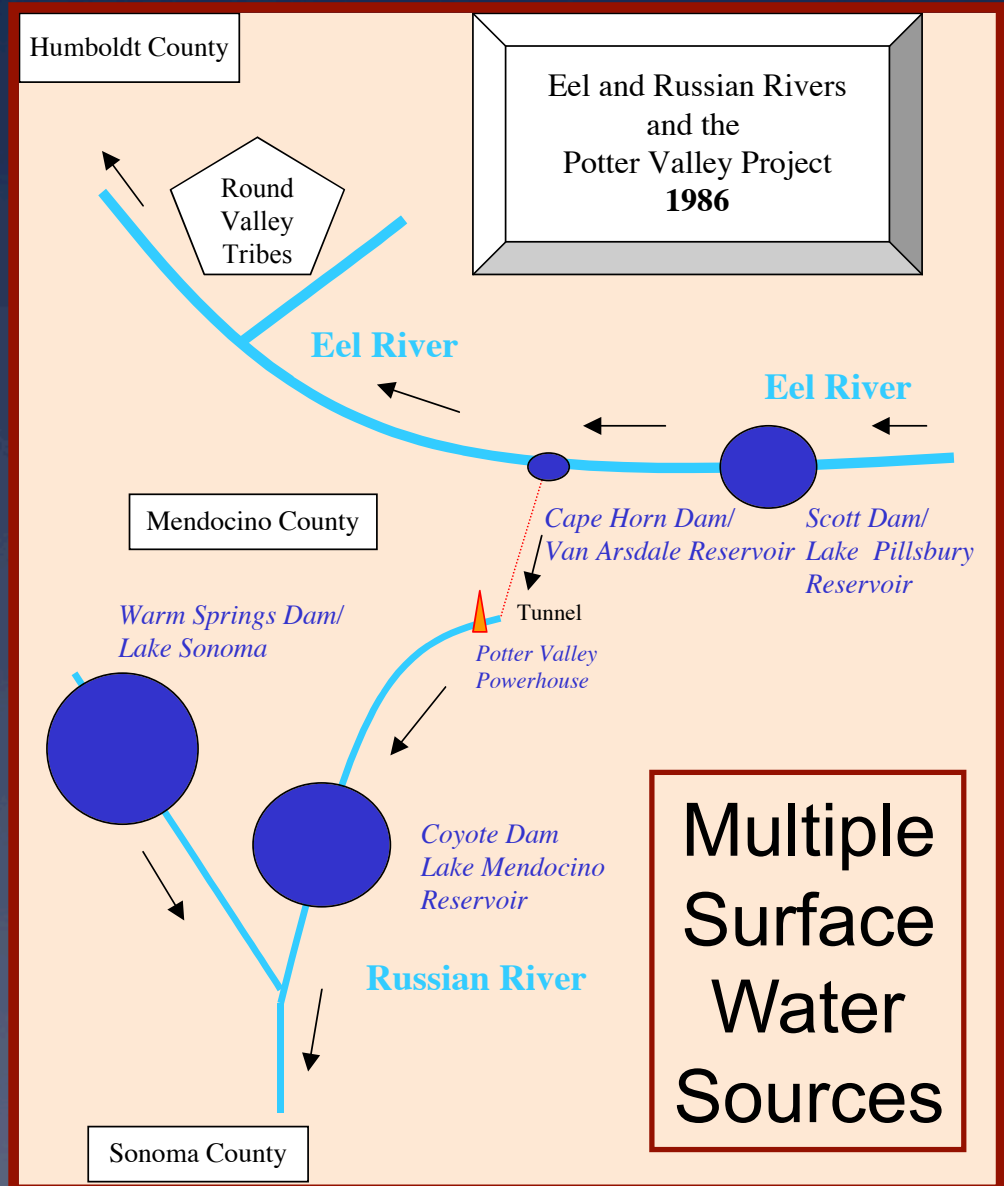 Humboldt County
Eel and Russian Rivers
and the
Potter Valley Project
1986
Round
Valley
Tribes
Eel River
Eel River
Mendocino County
Cape Horn Dam/
Van Arsdale Reservoir
Scott Dam/
Lake Pillsbury
Reservoir
Warm Springs Dam/
Lake Sonoma
Tunnel
Potter Valley
Powerhouse
Coyote Dam
Lake Mendocino
Reservoir
Russian River
Multiple
Surface
Water
Sources
Sonoma County